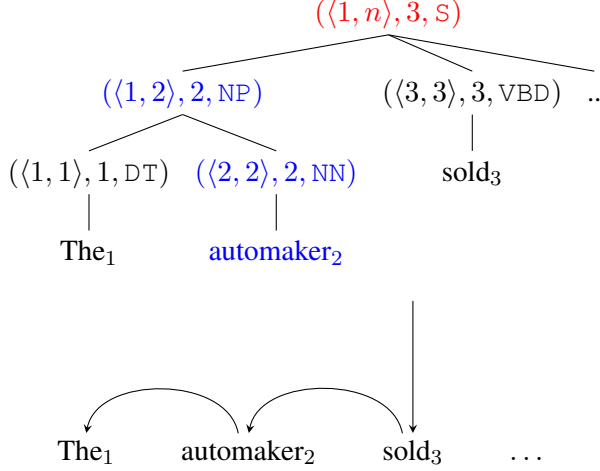 (⟨1, n⟩, 3, S)
(⟨1, 2⟩, 2, NP) (⟨3, 3⟩, 3, VBD) ..
(⟨1, 1⟩, 1, DT) (⟨2, 2⟩, 2, NN) sold₃
The₁ automaker₂
The₁ automaker₂ sold₃ ...